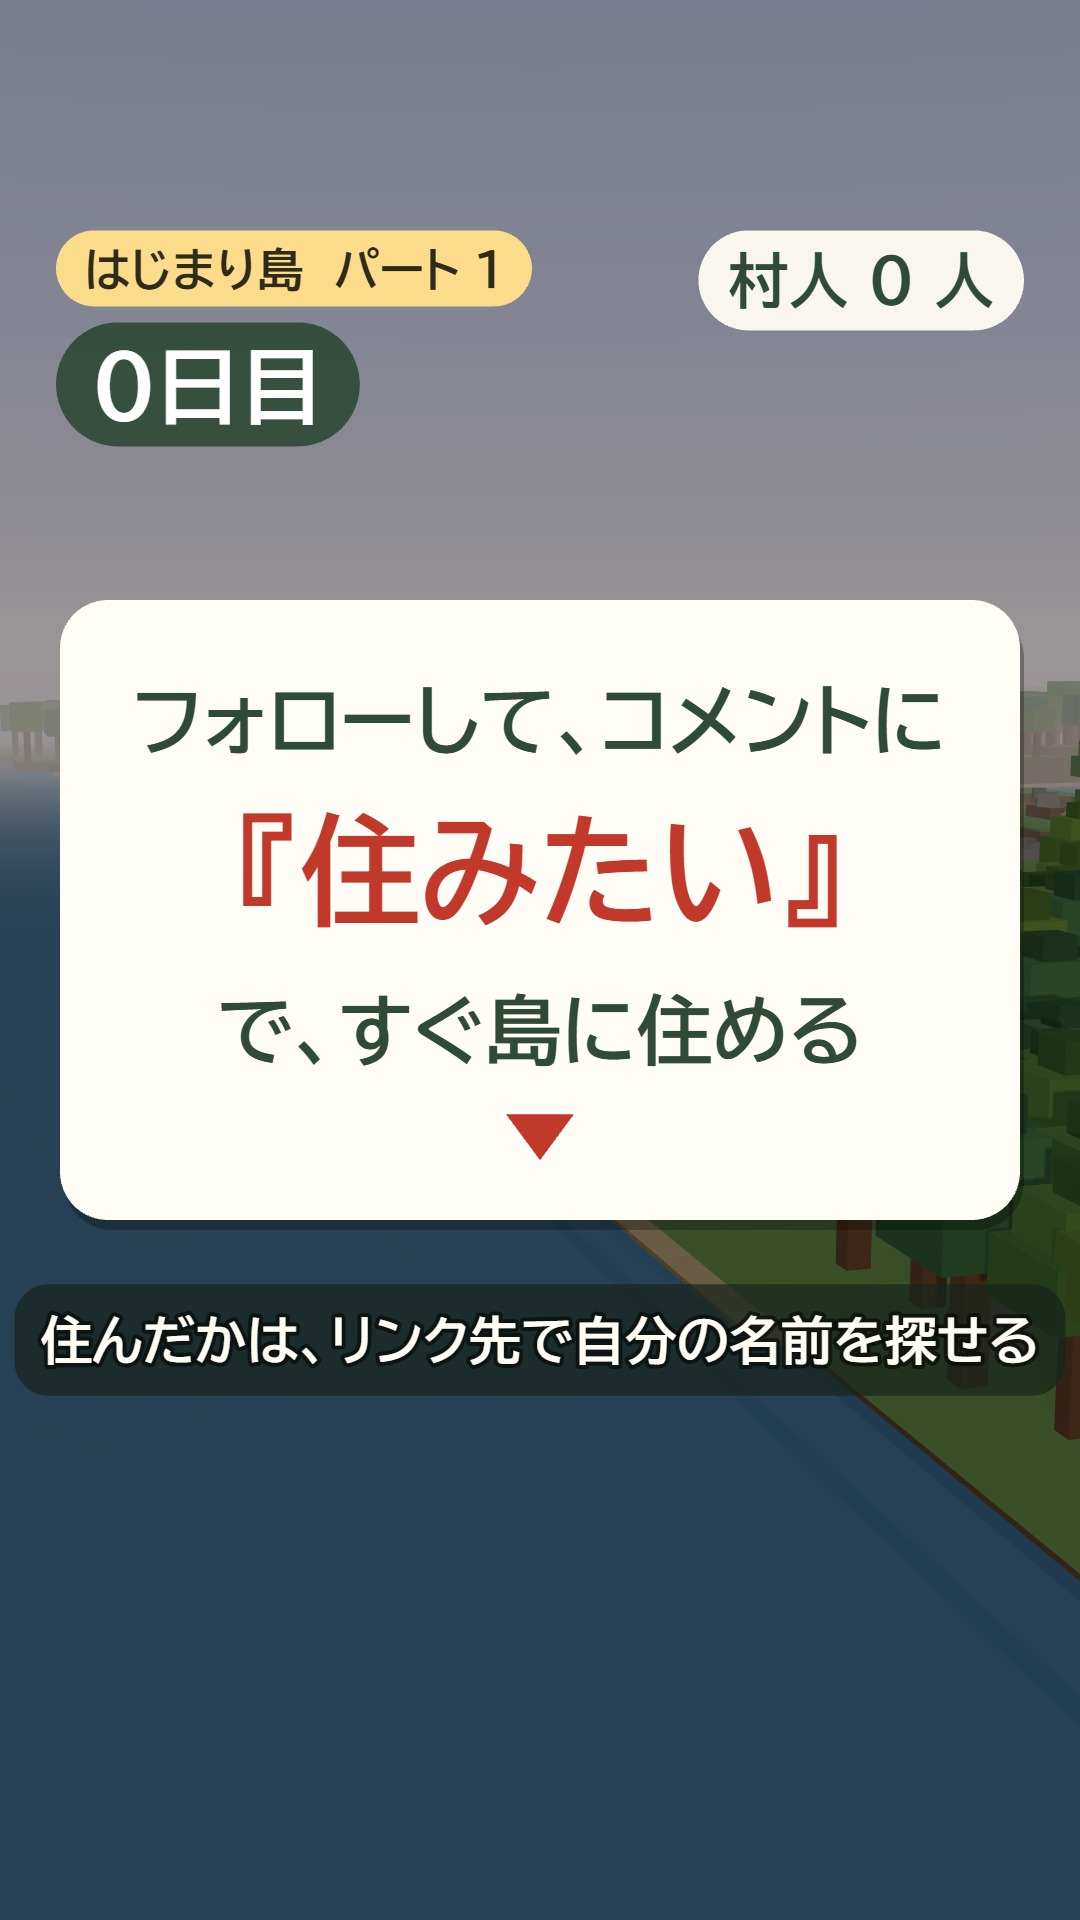 はじまり島 パート 1
村人 0 人
0日目
フォローして、コメントに
『住みたい』
で、すぐ島に住める
住んだかは、リンク先で自分の名前を探せる